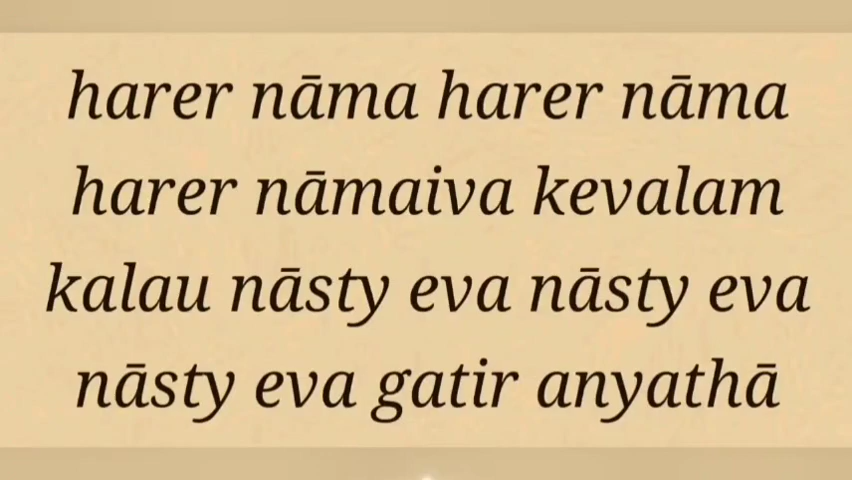 harer nāma harer nāma
harer nāmaiva kevalam
kalau nāsty eva nāsty eva
nāsty eva gatir anyathā